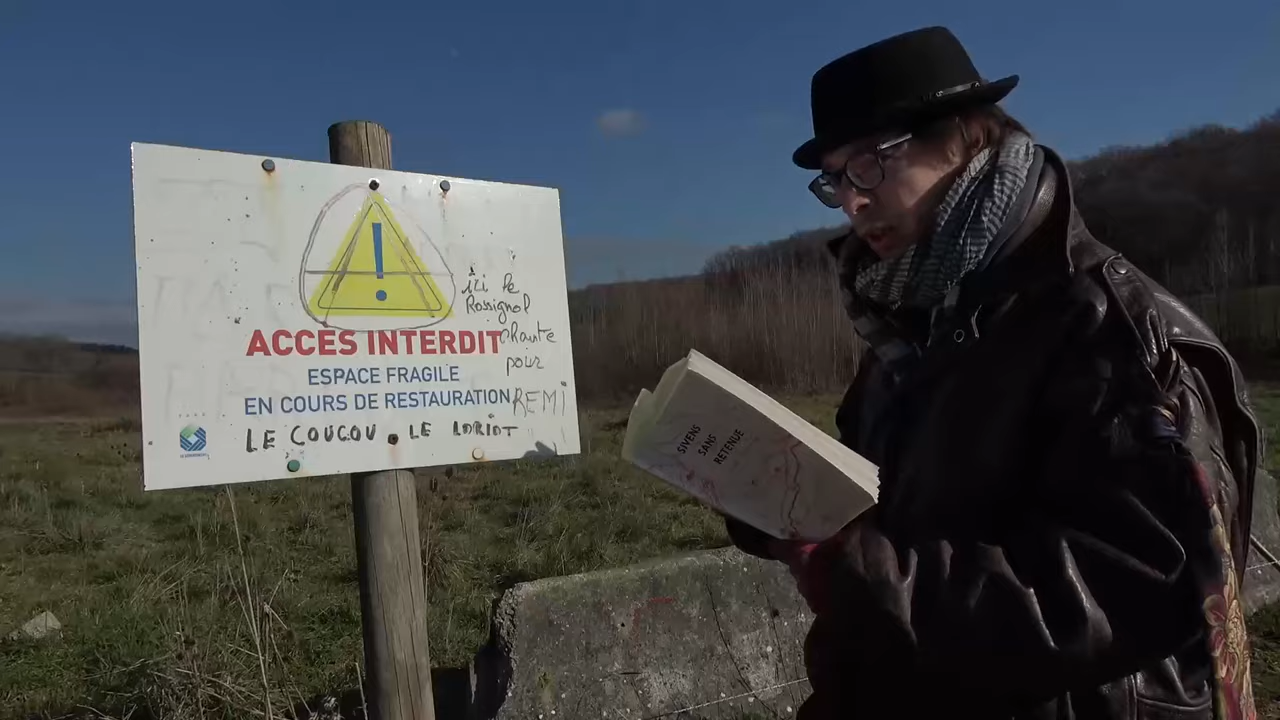 ACCÈS INTERDIT
ESPACE FRAGILE
EN COURS DE RESTAURATION
ici le
Rossignol
chante
pour
REMI
LE COUCOU . LE LORIOT
SIVENS
SANS
RETENUE